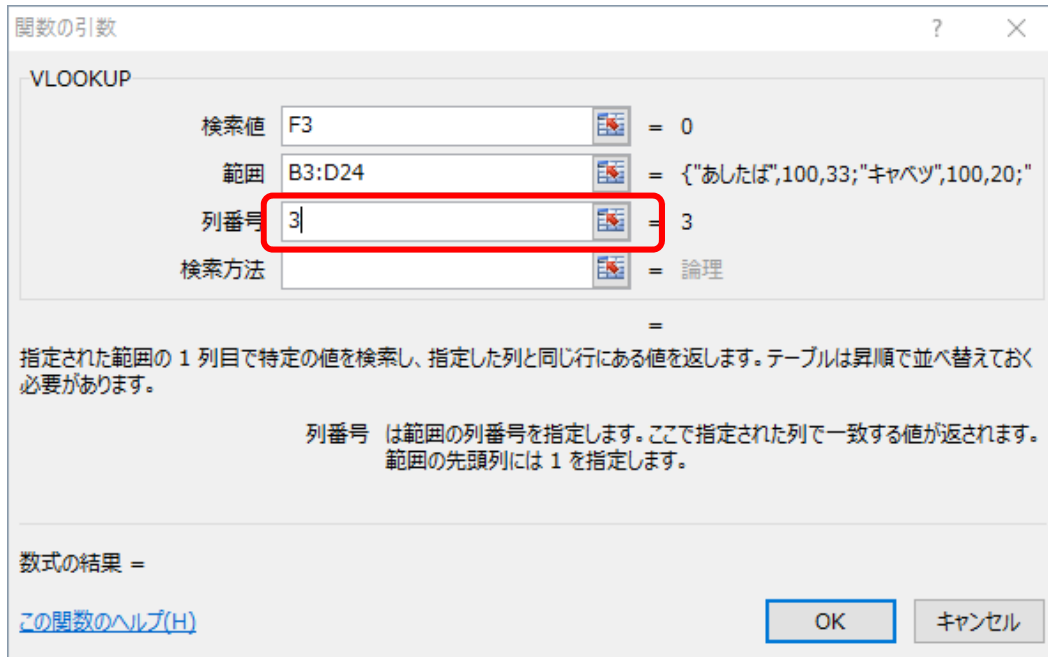 関数の引数 ?
VLOOKUP
検索値 F3 = 0
範囲 B3:D24 = {"あしたば",100,33;"キャベツ",100,20;"
列番号 3 = 3
検索方法 = 論理
=
指定された範囲の 1 列目で特定の値を検索し、指定した列と同じ行にある値を返します。テーブルは昇順で並べ替えておく
必要があります。
列番号 は範囲の列番号を指定します。ここで指定された列で一致する値が返されます。
範囲の先頭列には 1 を指定します。
数式の結果 =
この関数のヘルプ(H) OK キャンセル